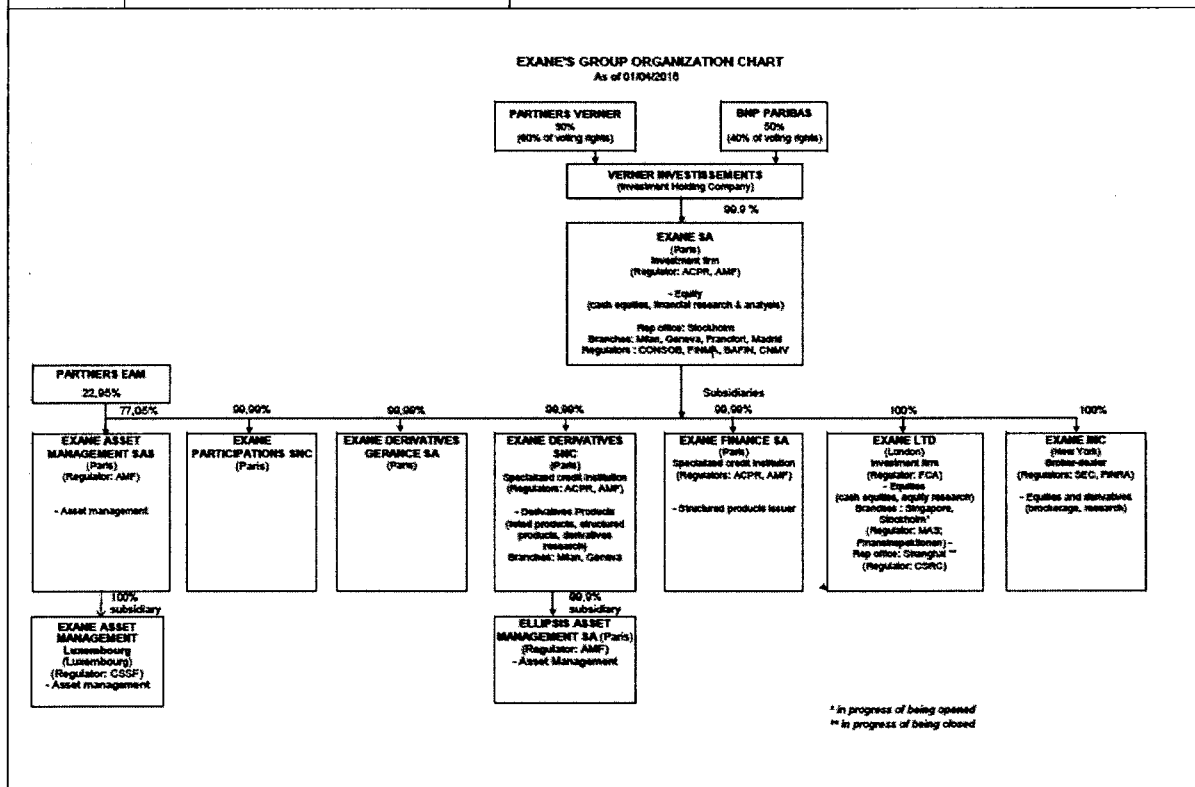 EXANE'S GROUP ORGANIZATION CHART
As of 01/04/2016
PARTNERS VERNER
50%
(60% of voting rights)
BNP PARIBAS
50%
(40% of voting rights)
VERNER INVESTISSEMENTS
(Investment Holding Company)
99.9 %
EXANE SA
(Paris)
Investment firm
(Regulator: ACPR, AMF)
- Equity
(cash equities, financial research & analysis)
Rep office: Stockholm
Branches: Milan, Geneva, Francfort, Madrid
Regulators : CONSOB, FINMA, BAFIN, CNMV
PARTNERS EAM
22,95%
Subsidiaries
77,05%
99,99%
99,99%
99,99%
99,99%
100%
100%
EXANE ASSET
MANAGEMENT SAS
(Paris)
(Regulator: AMF)
- Asset management
EXANE
PARTICIPATIONS SNC
(Paris)
EXANE DERIVATIVES
GERANCE SA
(Paris)
EXANE DERIVATIVES
SNC
(Paris)
Specialized credit institution
(Regulators: ACPR, AMF)
- Derivatives Products
(listed products, structured
products, derivatives
research)
Branches: Milan, Geneva
EXANE FINANCE SA
(Paris)
Specialized credit institution
(Regulators: ACPR, AMF)
- Structured products issuer
EXANE LTD
(London)
Investment firm
(Regulator: FCA)
- Equities
(cash equities, equity research)
Branches : Singapore,
Stockholm*
(Regulator: MAS;
Finansinspektionen) -
Rep office: Shanghai **
(Regulator: CSRC)
EXANE INC
(New York)
Broker-dealer
(Regulators: SEC, FINRA)
- Equities and derivatives
(brokerage, research)
100%
subsidiary
99,9%
subsidiary
EXANE ASSET
MANAGEMENT
Luxembourg
(Luxembourg)
(Regulator: CSSF)
- Asset management
ELLIPSIS ASSET
MANAGEMENT SA (Paris)
(Regulator: AMF)
- Asset Management
* in progress of being opened
** in progress of being closed